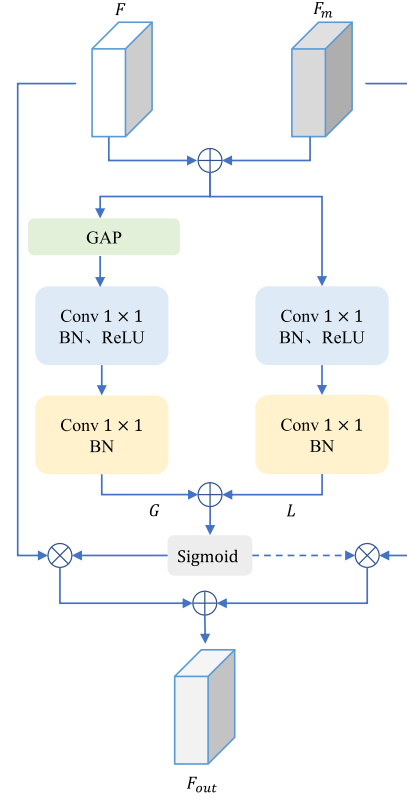 F
F_m
GAP
Conv 1 × 1
BN、ReLU
Conv 1 × 1
BN、ReLU
Conv 1 × 1
BN
Conv 1 × 1
BN
G
L
Sigmoid
F_out